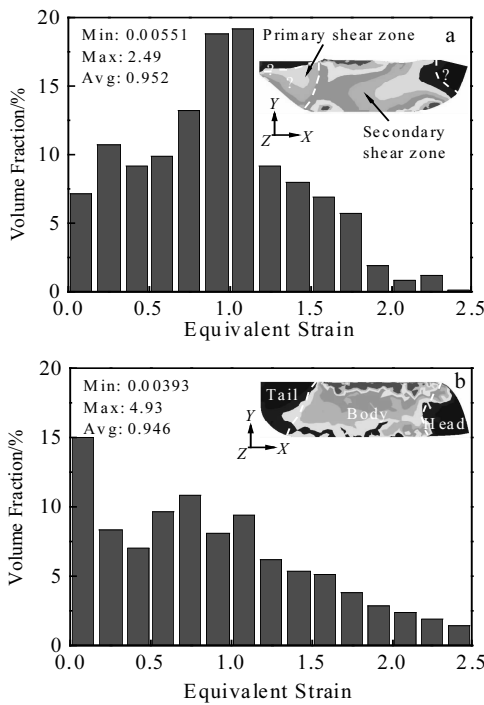 20
15
10
5
0
Volume Fraction/%
Min: 0.00551
Max: 2.49
Avg: 0.952
Primary shear zone
a
?
?
?
Y
Z
X
Secondary
shear zone
0.0 0.5 1.0 1.5 2.0 2.5
Equivalent Strain
20
15
10
5
0
Volume Fraction/%
Min: 0.00393
Max: 4.93
Avg: 0.946
b
Tail
Body
Head
Y
Z
X
0.0 0.5 1.0 1.5 2.0 2.5
Equivalent Strain